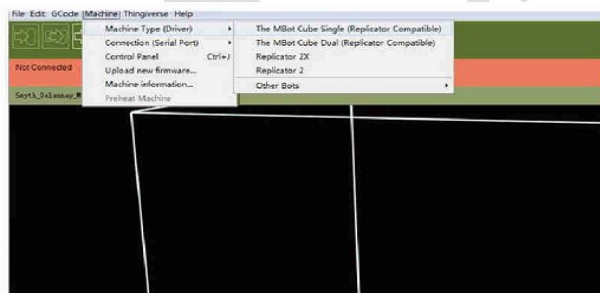 File Edit GCode Machine Thingiverse Help
Machine Type (Driver)
Connection (Serial Port)
Control Panel Ctrl+J
Upload new firmware...
Machine information...
Preheat Machine
The MBot Cube Single (Replicator Compatible)
The MBot Cube Dual (Replicator Compatible)
Replicator 2X
Replicator 2
Other Bots
Not Connected